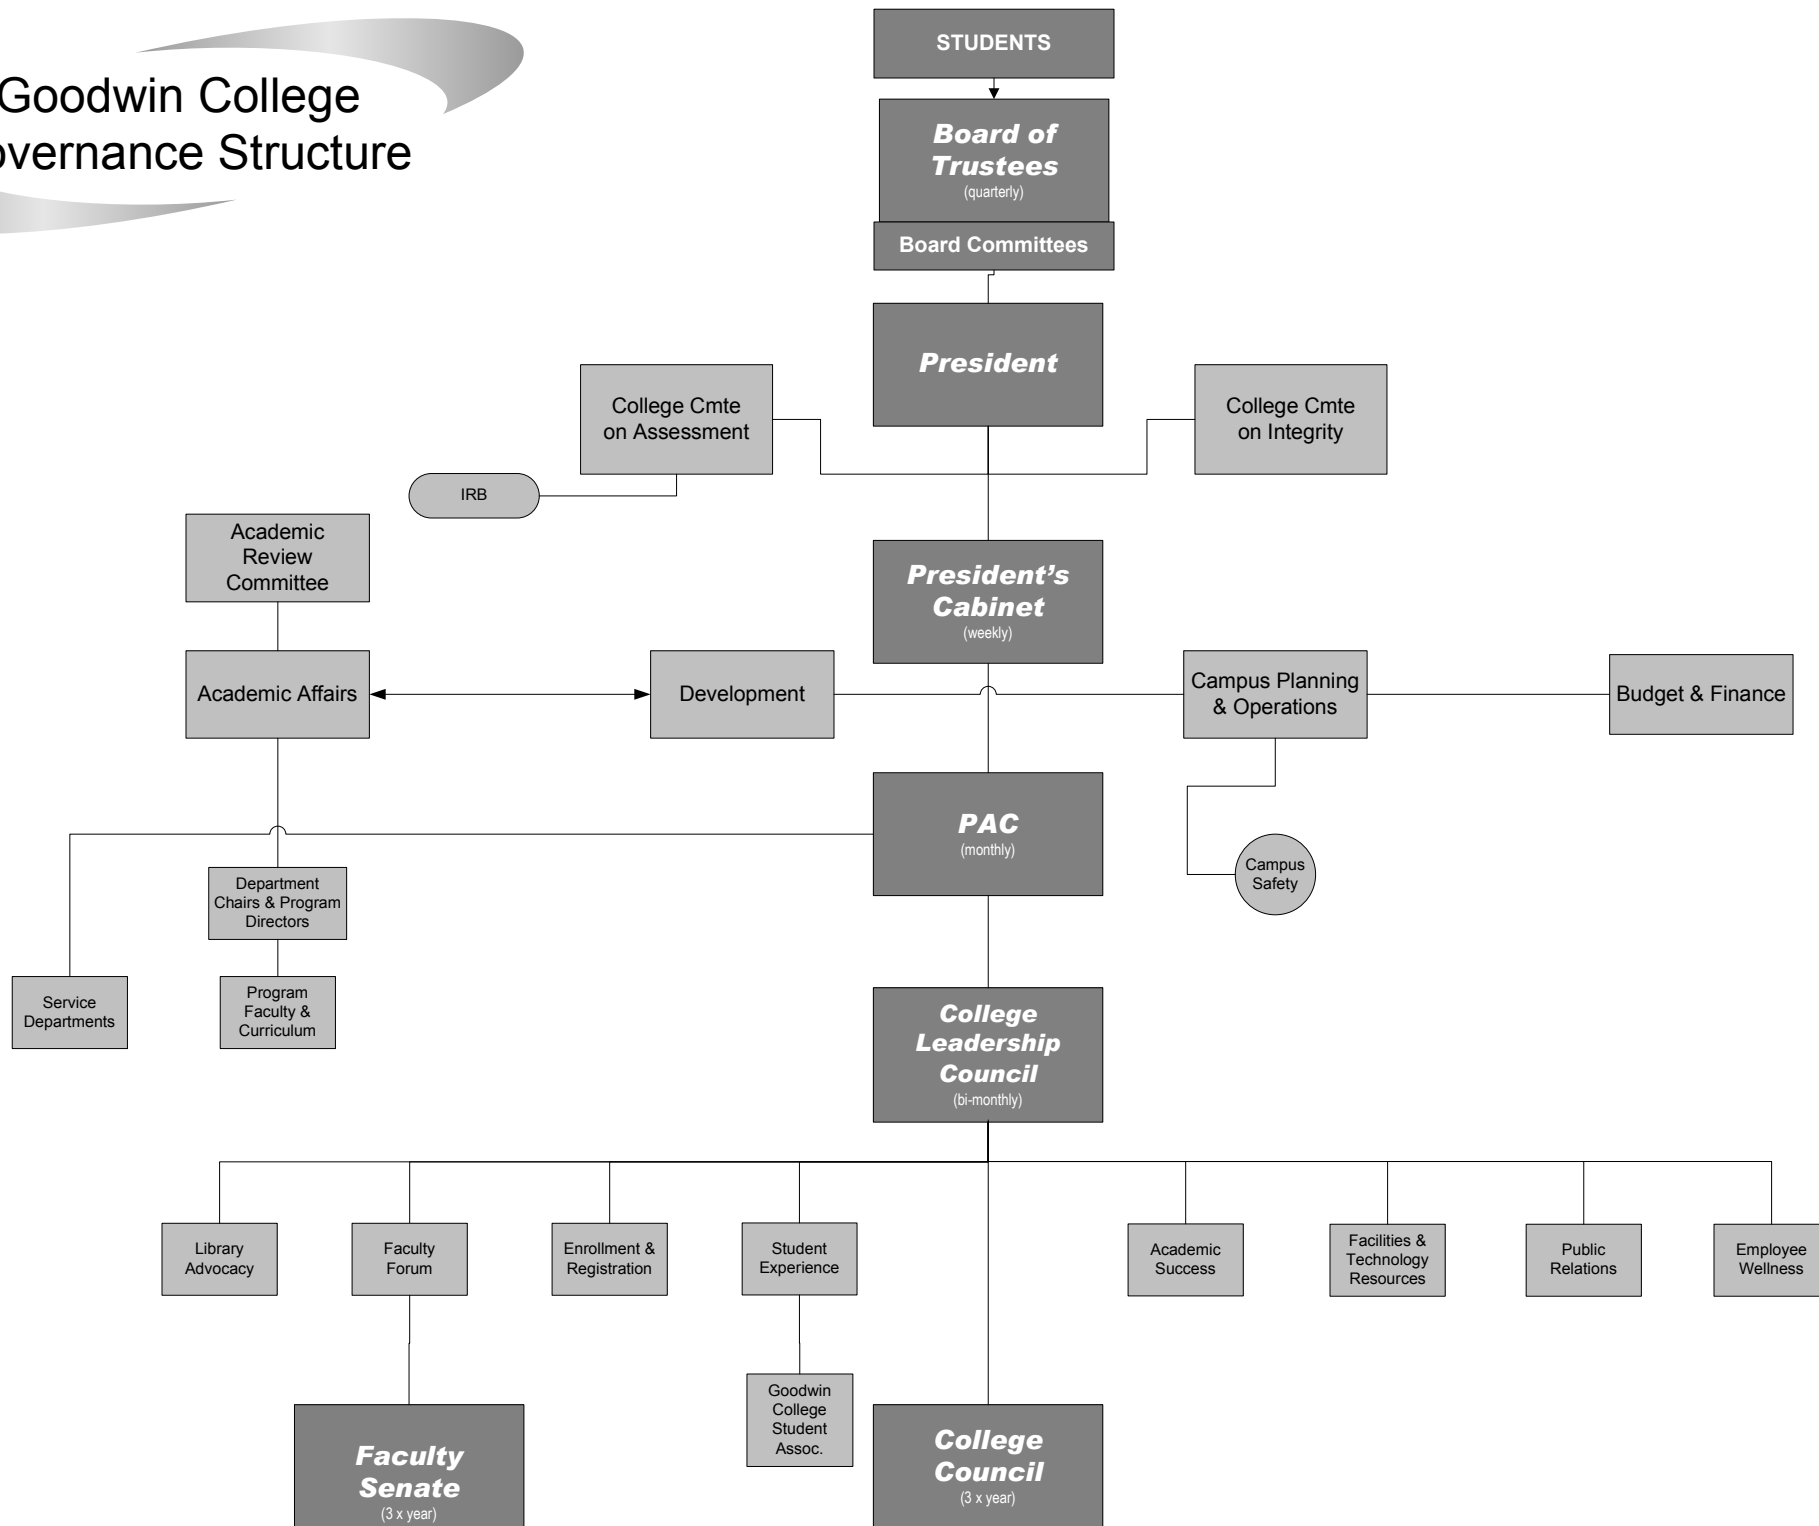 STUDENTS
Goodwin College
overnance Structure
Board of
Trustees
(quarterly)
Board Committees
President
College Cmte
on Assessment
College Cmte
on Integrity
IRB
Academic
Review
Committee
President’s
Cabinet
(weekly)
Academic Affairs
Development
Campus Planning
& Operations
Budget & Finance
PAC
(monthly)
Campus
Safety
Department
Chairs & Program
Directors
Service
Departments
Program
Faculty &
Curriculum
College
Leadership
Council
(bi-monthly)
Library
Advocacy
Faculty
Forum
Enrollment &
Registration
Student
Experience
Academic
Success
Facilities &
Technology
Resources
Public
Relations
Employee
Wellness
Goodwin
College
Student
Assoc.
Faculty
Senate
(3 x year)
College
Council
(3 x year)